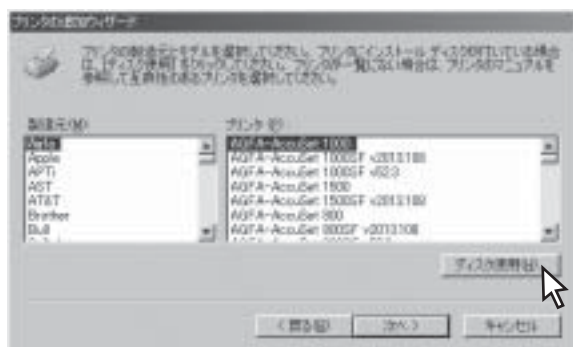 プリンタの追加ウィザード
プリンタの製造元とモデルを選択してください。プリンタにインストール ディスクが付いている場合
は、[ディスク使用] をクリックしてください。プリンタが一覧にない場合は、プリンタのマニュアルを
参照して互換性のあるプリンタを選択してください。
製造元(M):
プリンタ(P):
Agfa
Apple
APTi
AST
AT&T
Brother
Bull
AGFA-AccuSet 1000
AGFA-AccuSet 1000SF v2013.108
AGFA-AccuSet 1000SF v52.3
AGFA-AccuSet 1500
AGFA-AccuSet 1500SF v2013.108
AGFA-AccuSet 800
AGFA-AccuSet 800SF v2013.108
ディスク使用(H)...
< 戻る(B)
次へ >
キャンセル